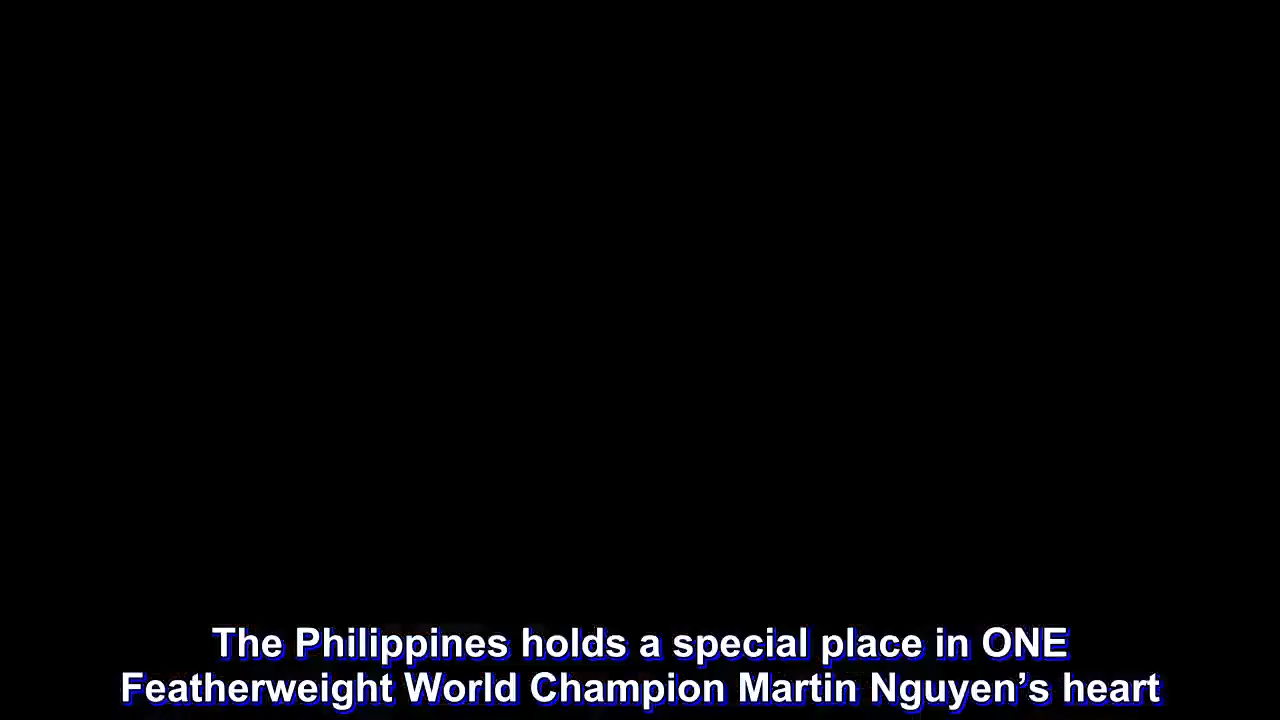 The Philippines holds a special place in ONE
Featherweight World Champion Martin Nguyen’s heart